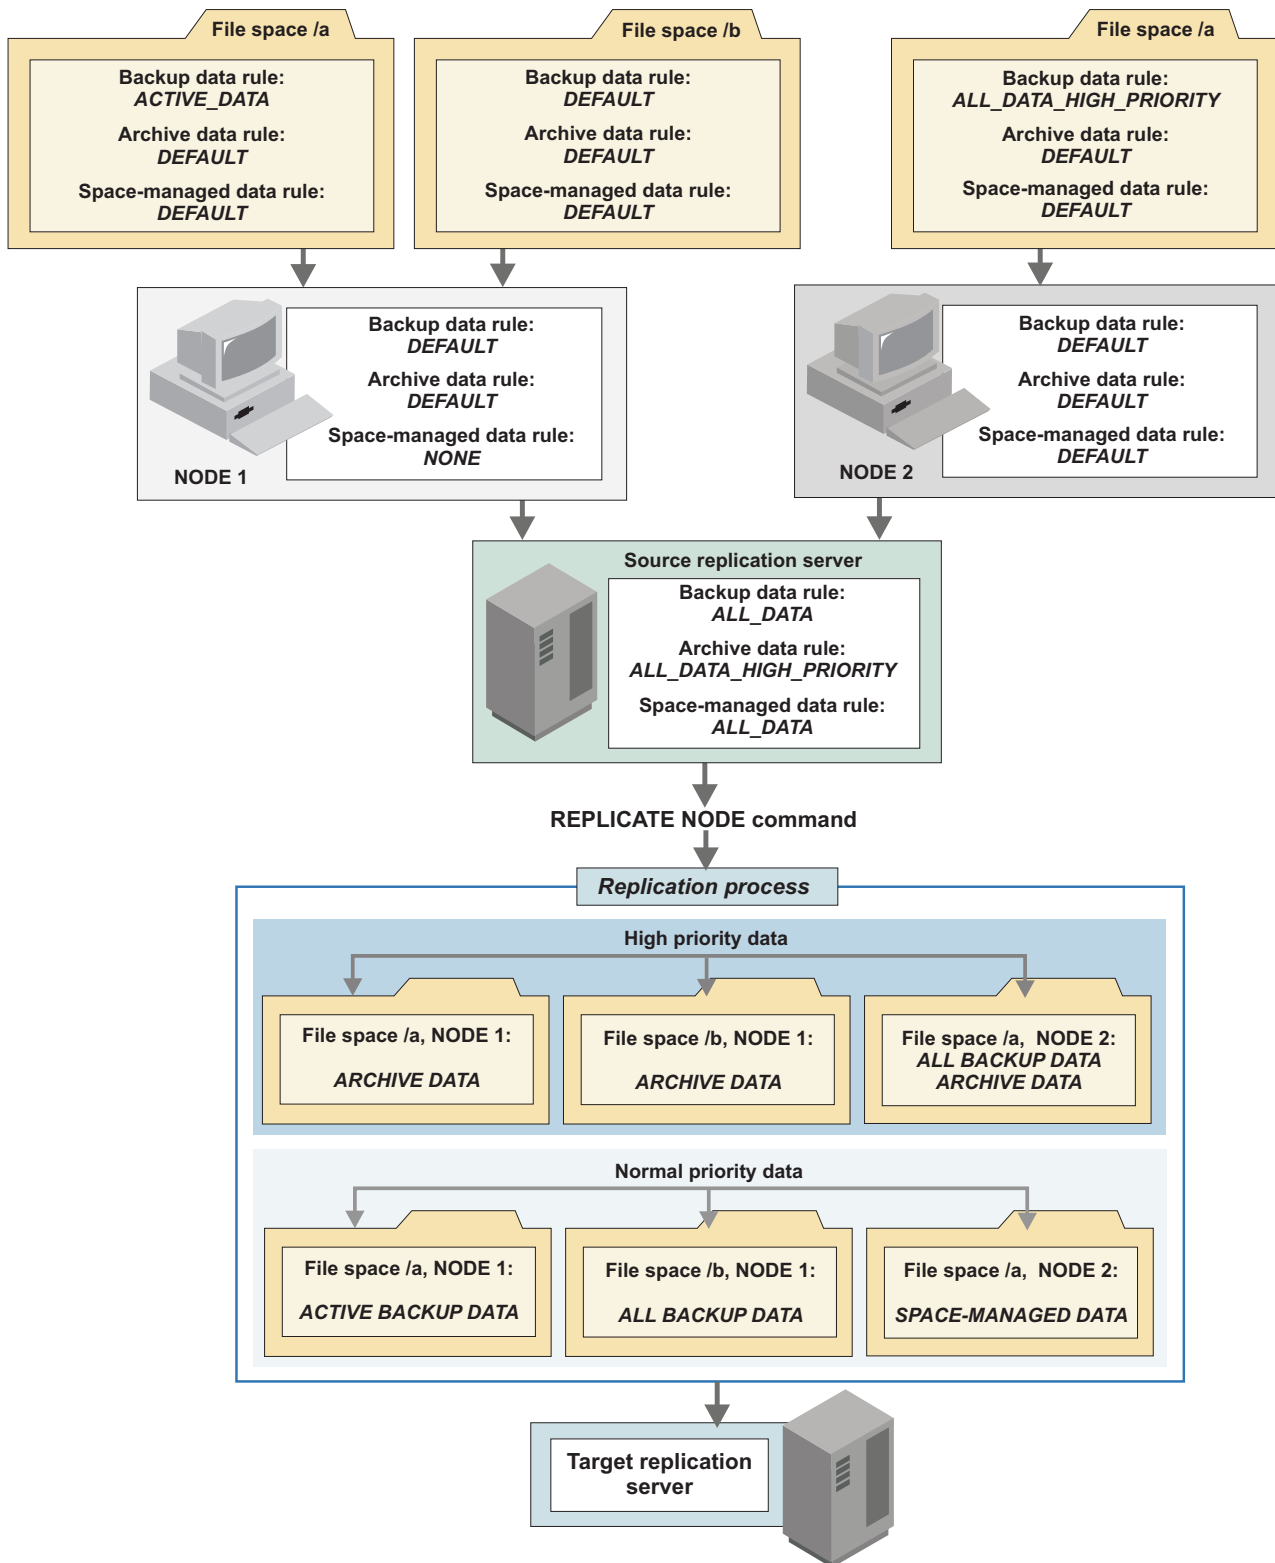 File space /a
Backup data rule:
ACTIVE_DATA
Archive data rule:
DEFAULT
Space-managed data rule:
DEFAULT
File space /b
Backup data rule:
DEFAULT
Archive data rule:
DEFAULT
Space-managed data rule:
DEFAULT
File space /a
Backup data rule:
ALL_DATA_HIGH_PRIORITY
Archive data rule:
DEFAULT
Space-managed data rule:
DEFAULT
Backup data rule:
DEFAULT
Archive data rule:
DEFAULT
Space-managed data rule:
NONE
NODE 1
Backup data rule:
DEFAULT
Archive data rule:
DEFAULT
Space-managed data rule:
DEFAULT
NODE 2
Source replication server
Backup data rule:
ALL_DATA
Archive data rule:
ALL_DATA_HIGH_PRIORITY
Space-managed data rule:
ALL_DATA
REPLICATE NODE command
Replication process
High priority data
File space /a, NODE 1:
ARCHIVE DATA
File space /b, NODE 1:
ARCHIVE DATA
File space /a, NODE 2:
ALL BACKUP DATA
ARCHIVE DATA
Normal priority data
File space /a, NODE 1:
ACTIVE BACKUP DATA
File space /b, NODE 1:
ALL BACKUP DATA
File space /a, NODE 2:
SPACE-MANAGED DATA
Target replication
server